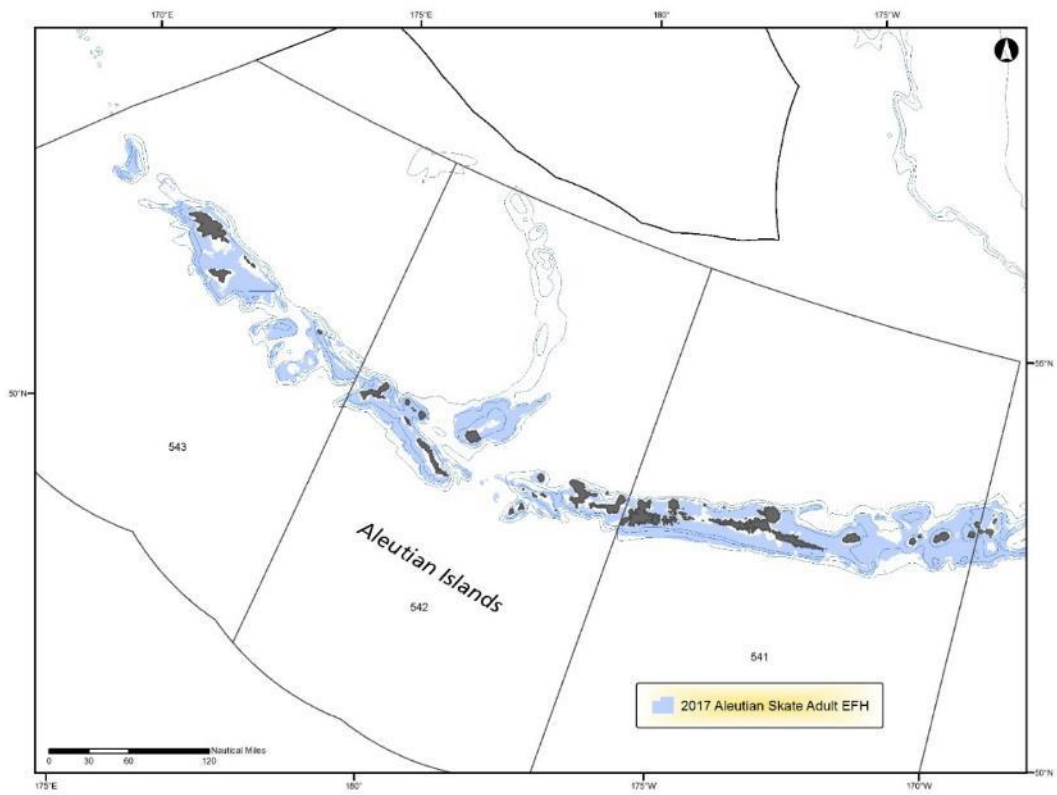 170°E 175°E 180° 175°W
50°N
55°N
543
Aleutian Islands
542
541
2017 Aleutian Skate Adult EFH
Nautical Miles
0 30 60 120
50°N
175°E 180° 175°W 170°W